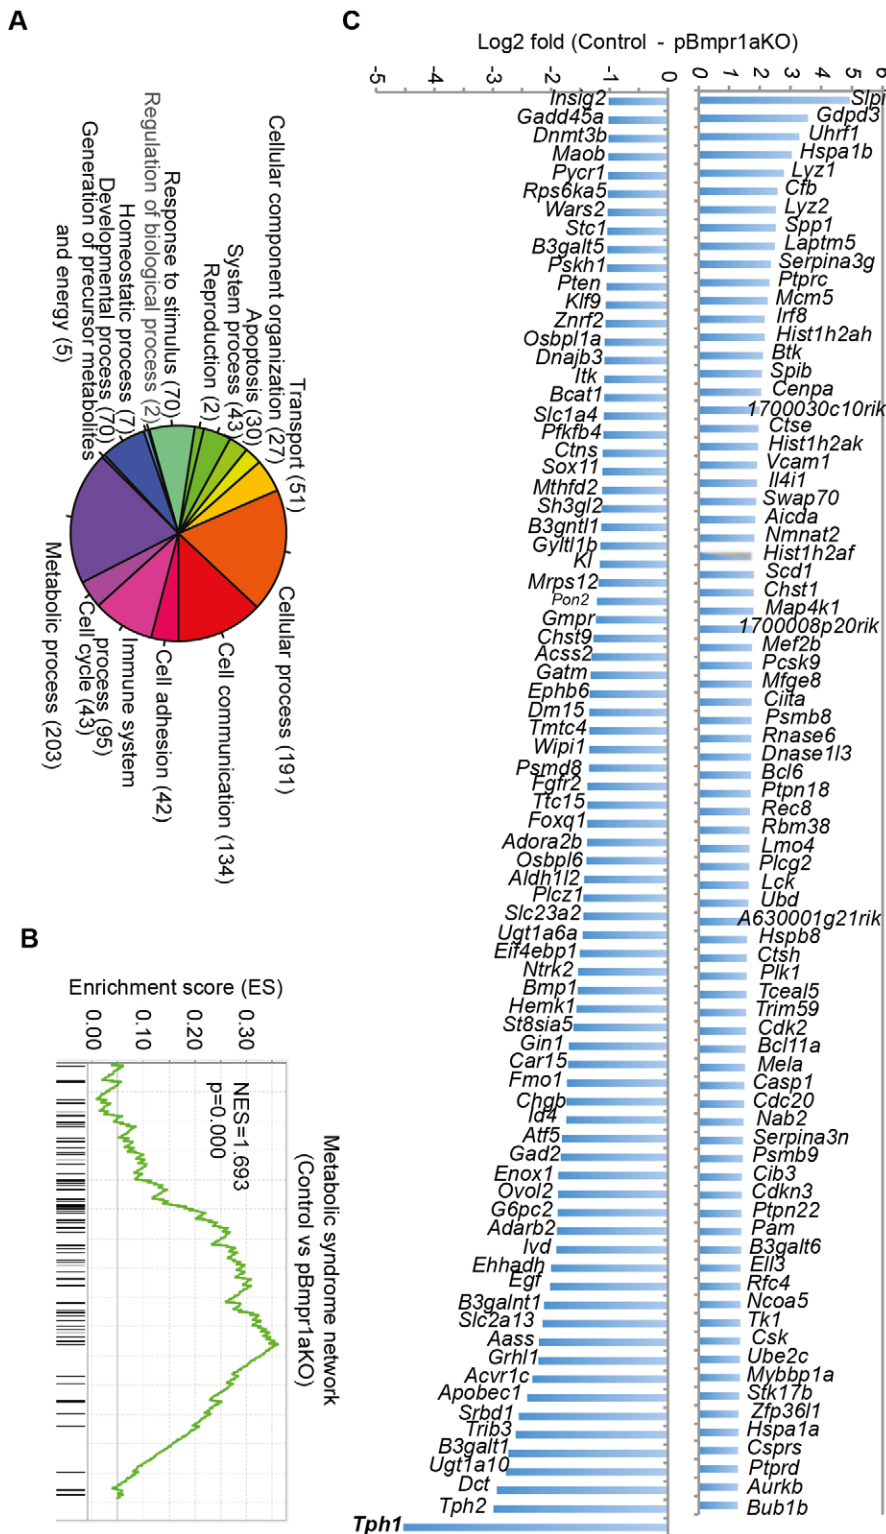 A
Cellular component organization (27)
Transport (51)
Apoptosis (30)
System process (43)
Reproduction (2)
Response to stimulus (70)
Regulation of biological process (2)
Homeostatic process (7)
Developmental process (70)
Generation of precursor metabolites
and energy (5)
Cellular process (191)
Cell communication (134)
Cell adhesion (42)
Immune system
process (95)
Cell cycle (43)
Metabolic process (203)
B
Metabolic syndrome network
(Control vs pBmpr1aKO)
Enrichment score (ES)
0.00
0.10
0.20
0.30
NES=1.693
p=0.000
C
Log2 fold (Control - pBmpr1aKO)
-5
-4
-3
-2
-1
0
Insig2
Gadd45a
Dnmt3b
Maob
Pycr1
Rps6ka5
Wars2
Stc1
B3galt5
Pskh1
Pten
Klf9
Znrf2
Osbpl1a
Dnajb3
Itk
Bcat1
Slc1a4
Pfkfb4
Ctns
Sox11
Mthfd2
Sh3gl2
B3gntl1
Gyltl1b
Kl
Mrps12
Pon2
Gmpr
Chst9
Acss2
Gatm
Ephb6
Dm15
Tmtc4
Wipi1
Psmd8
Fgfr2
Ttc15
Foxq1
Adora2b
Osbpl6
Aldh1l2
Plcz1
Slc23a2
Ugt1a6a
Eif4ebp1
Ntrk2
Bmp1
Hemk1
St8sia5
Gin1
Car15
Fmo1
Chgb
Id4
Atf5
Gad2
Enox1
Ovol2
G6pc2
Adarb2
Ivd
Ehhadh
Egf
B3galnt1
Slc2a13
Aass
Grhl1
Acvr1c
Apobec1
Srbd1
Trib3
B3galt1
Ugt1a10
Dct
Tph2
Tph1
0
1
2
3
4
5
6
Slpi
Gdpd3
Uhrf1
Hspa1b
Lyz1
Cfb
Lyz2
Spp1
Laptm5
Serpina3g
Ptprc
Mcm5
Irf8
Hist1h2ah
Btk
Spib
Cenpa
1700030c10rik
Ctse
Hist1h2ak
Vcam1
Il4i1
Swap70
Aicda
Nmnat2
Hist1h2af
Scd1
Chst1
Map4k1
1700008p20rik
Mef2b
Pcsk9
Mfge8
Ciita
Psmb8
Rnase6
Dnase1l3
Bcl6
Ptpn18
Rec8
Rbm38
Lmo4
Plcg2
Lck
Ubd
A630001g21rik
Hspb8
Ctsh
Plk1
Tceal5
Trim59
Cdk2
Bcl11a
Mela
Casp1
Cdc20
Nab2
Serpina3n
Psmb9
Cib3
Cdkn3
Ptpn22
Pam
B3galt6
Ell3
Rfc4
Ncoa5
Tk1
Csk
Ube2c
Mybbp1a
Stk17b
Zfp36l1
Hspa1a
Csprs
Ptprd
Aurkb
Bub1b